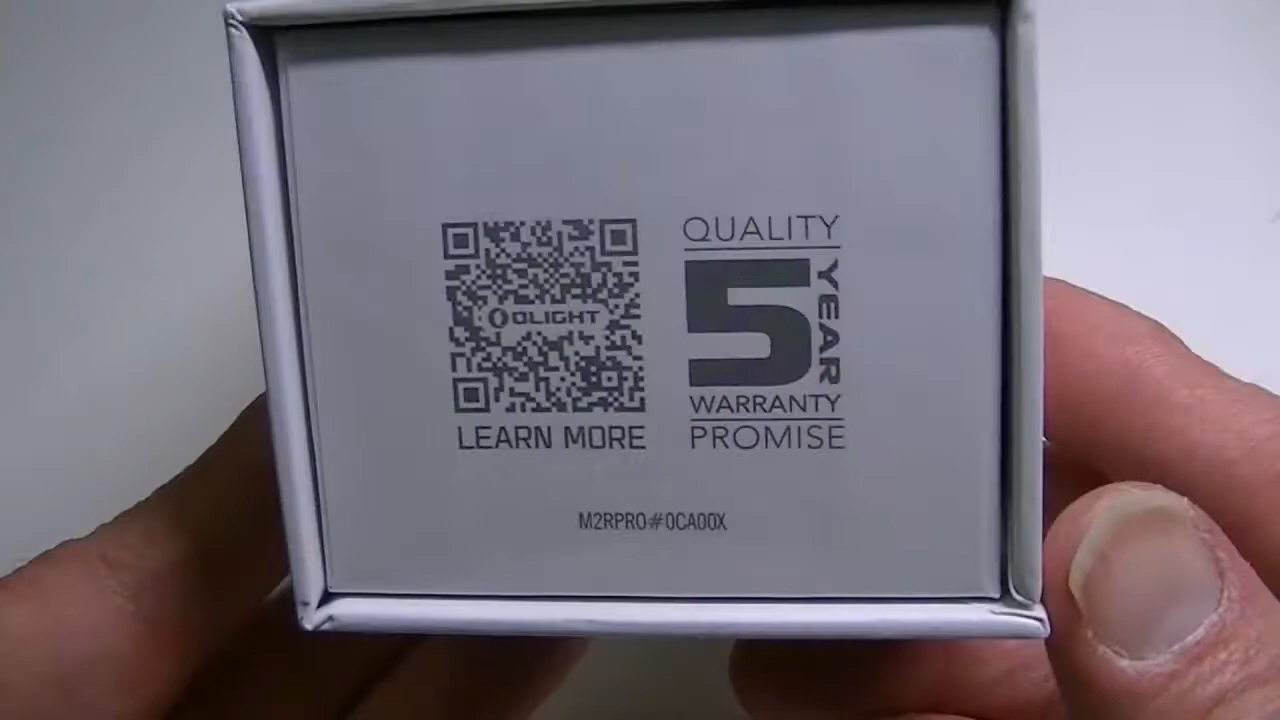 OLIGHT
LEARN MORE
QUALITY
5 YEAR
WARRANTY
PROMISE
M2RPRO#0CA00X